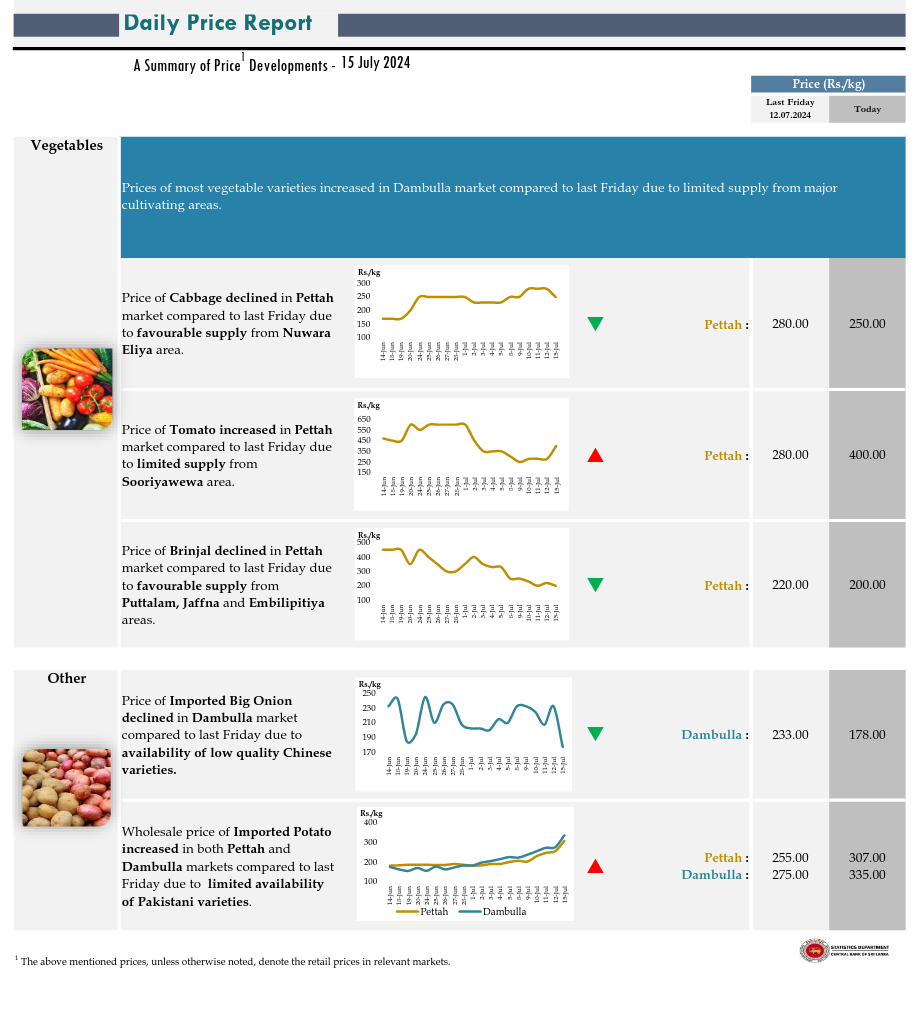 Daily Price Report
A Summary of Price1 Developments - 15 July 2024
Price (Rs./kg)
Last Friday
12.07.2024
Today
Vegetables
Prices of most vegetable varieties increased in Dambulla market compared to last Friday due to limited supply from major
cultivating areas.
Price of Cabbage declined in Pettah
market compared to last Friday due
to favourable supply from Nuwara
Eliya area.
Rs./kg
300
250
200
150
100
14-Jun 18-Jun 19-Jun 20-Jun 24-Jun 25-Jun 26-Jun 27-Jun 28-Jun 1-Jul 2-Jul 3-Jul 4-Jul 5-Jul 8-Jul 9-Jul 10-Jul 11-Jul 12-Jul 15-Jul
Pettah : 280.00 250.00
Price of Tomato increased in Pettah
market compared to last Friday due
to limited supply from
Sooriyawewa area.
Rs./kg
650
550
450
350
250
150
14-Jun 18-Jun 19-Jun 20-Jun 24-Jun 25-Jun 26-Jun 27-Jun 28-Jun 1-Jul 2-Jul 3-Jul 4-Jul 5-Jul 8-Jul 9-Jul 10-Jul 11-Jul 12-Jul 15-Jul
Pettah : 280.00 400.00
Price of Brinjal declined in Pettah
market compared to last Friday due
to favourable supply from
Puttalam, Jaffna and Embilipitiya
areas.
Rs./kg
500
400
300
200
100
14-Jun 18-Jun 19-Jun 20-Jun 24-Jun 25-Jun 26-Jun 27-Jun 28-Jun 1-Jul 2-Jul 3-Jul 4-Jul 5-Jul 8-Jul 9-Jul 10-Jul 11-Jul 12-Jul 15-Jul
Pettah : 220.00 200.00
Other
Price of Imported Big Onion
declined in Dambulla market
compared to last Friday due to
availability of low quality Chinese
varieties.
Rs./kg
250
230
210
190
170
14-Jun 18-Jun 19-Jun 20-Jun 24-Jun 25-Jun 26-Jun 27-Jun 28-Jun 1-Jul 2-Jul 3-Jul 4-Jul 5-Jul 8-Jul 9-Jul 10-Jul 11-Jul 12-Jul 15-Jul
Dambulla : 233.00 178.00
Wholesale price of Imported Potato
increased in both Pettah and
Dambulla markets compared to last
Friday due to limited availability
of Pakistani varieties.
Rs./kg
400
300
200
100
14-Jun 18-Jun 19-Jun 20-Jun 24-Jun 25-Jun 26-Jun 27-Jun 28-Jun 1-Jul 2-Jul 3-Jul 4-Jul 5-Jul 8-Jul 9-Jul 10-Jul 11-Jul 12-Jul 15-Jul
Pettah Dambulla
Pettah : 255.00 307.00
Dambulla : 275.00 335.00
STATISTICS DEPARTMENT
CENTRAL BANK OF SRI LANKA
1 The above mentioned prices, unless otherwise noted, denote the retail prices in relevant markets.